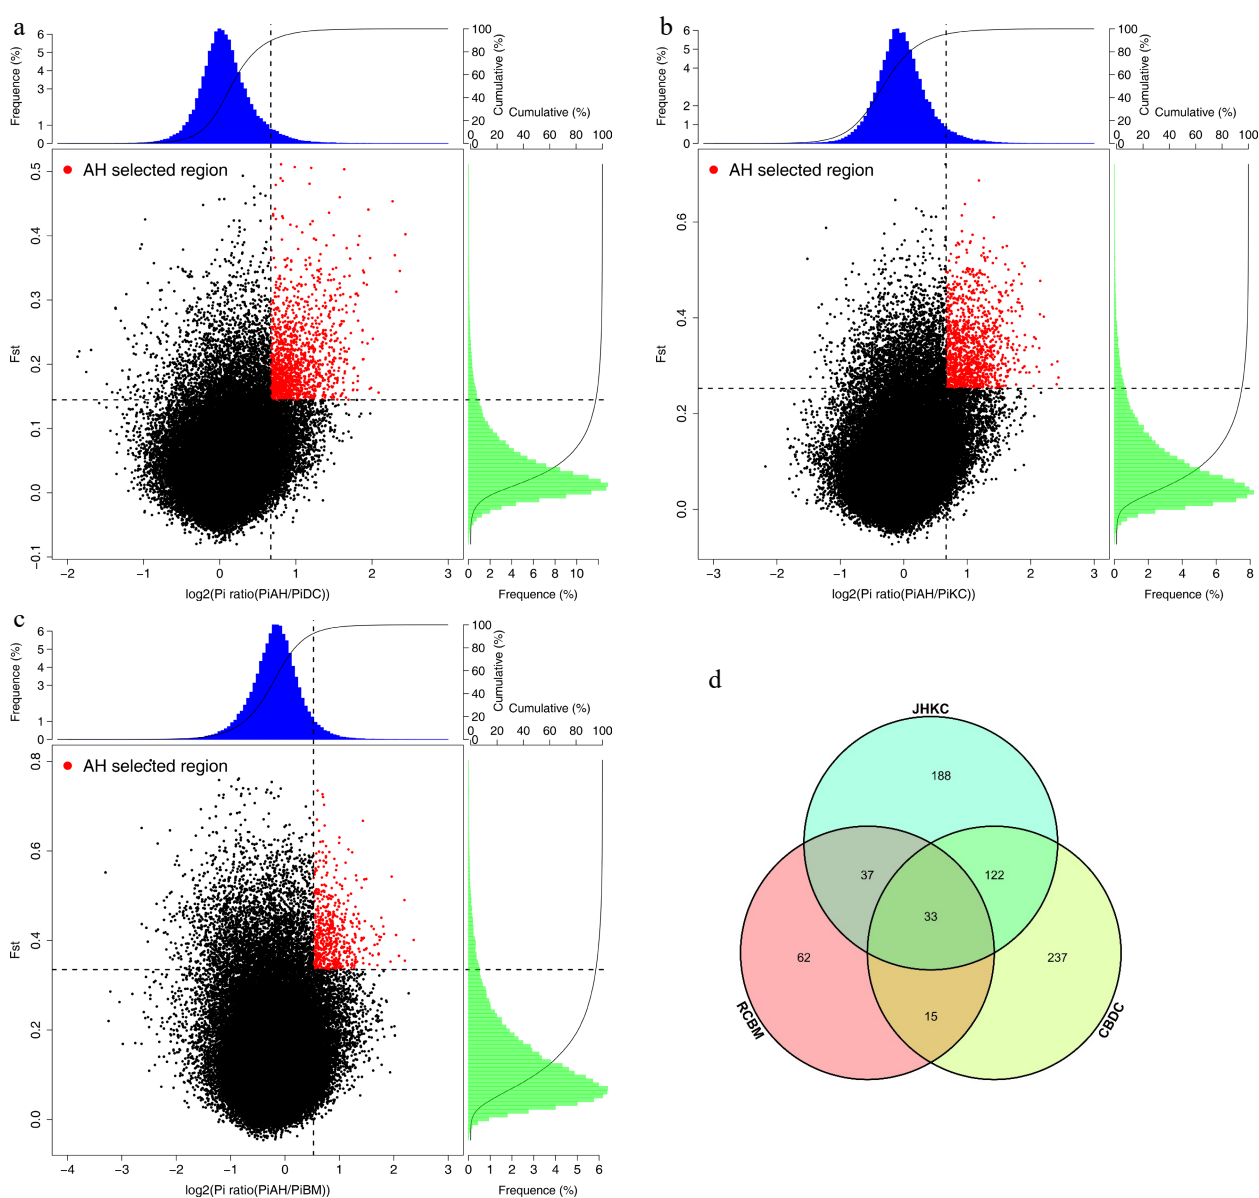 a
Frequence (%)
0 1 3 4 5 6
Cumulative (%)
0 20 40 60 80 100
Cumulative (%)
0 20 40 60 80 100
AH selected region
Fst
−0.1 0.0 0.1 0.2 0.3 0.4 0.5
−2 −1 0 1 2 3
log2(Pi ratio(PiAH/PiDC))
0 2 4 6 8 10
Frequence (%)
b
Frequence (%)
0 1 2 4 5 6
Cumulative (%)
0 20 40 60 80 100
Cumulative (%)
0 20 40 60 80 100
AH selected region
Fst
0.0 0.2 0.4 0.6
−3 −2 −1 0 1 2 3
log2(Pi ratio(PiAH/PiKC))
0 2 4 6 8
Frequence (%)
c
Frequence (%)
0 1 3 4 5 6
Cumulative (%)
0 20 40 60 80 100
Cumulative (%)
0 20 40 60 80 100
AH selected region
Fst
0.0 0.2 0.4 0.6 0.8
−4 −3 −2 −1 0 1 2 3
log2(Pi ratio(PiAH/PiBM))
0 1 2 3 4 5 6
Frequence (%)
d
JHKC
188
37
122
33
62
237
15
RCBM
CBDC